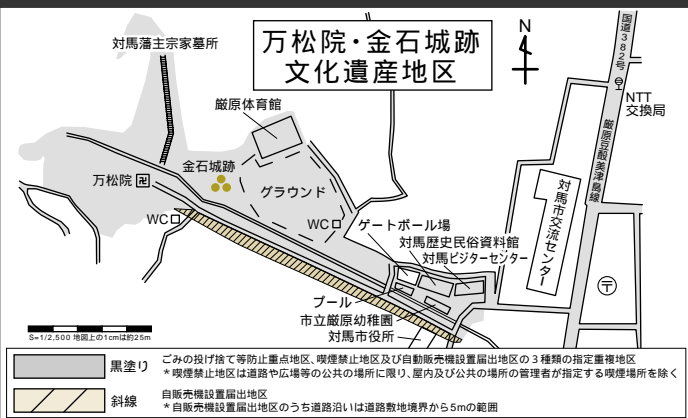 万松院・金石城跡
文化遺産地区
N
国道382号
NTT
交換局
厳原豆酘美津島線
対馬藩主宗家墓所
厳原体育館
金石城跡
万松院
グラウンド
WC
WC
ゲートボール場
対馬歴史民俗資料館
対馬ビジターセンター
対馬市交流センター
プール
市立厳原幼稚園
対馬市役所
S=1/2,500 地図上の1cmは約25m
黒塗り
ごみの投げ捨て等防止重点地区、喫煙禁止地区及び自動販売機設置届出地区の3種類の指定重複地区
*喫煙禁止地区は道路や広場等の公共の場所に限り、屋内及び公共の場所の管理者が指定する喫煙場所を除く
斜線
自販売機設置届出地区
*自販売機設置届出地区のうち道路沿いは道路敷地境界から5mの範囲